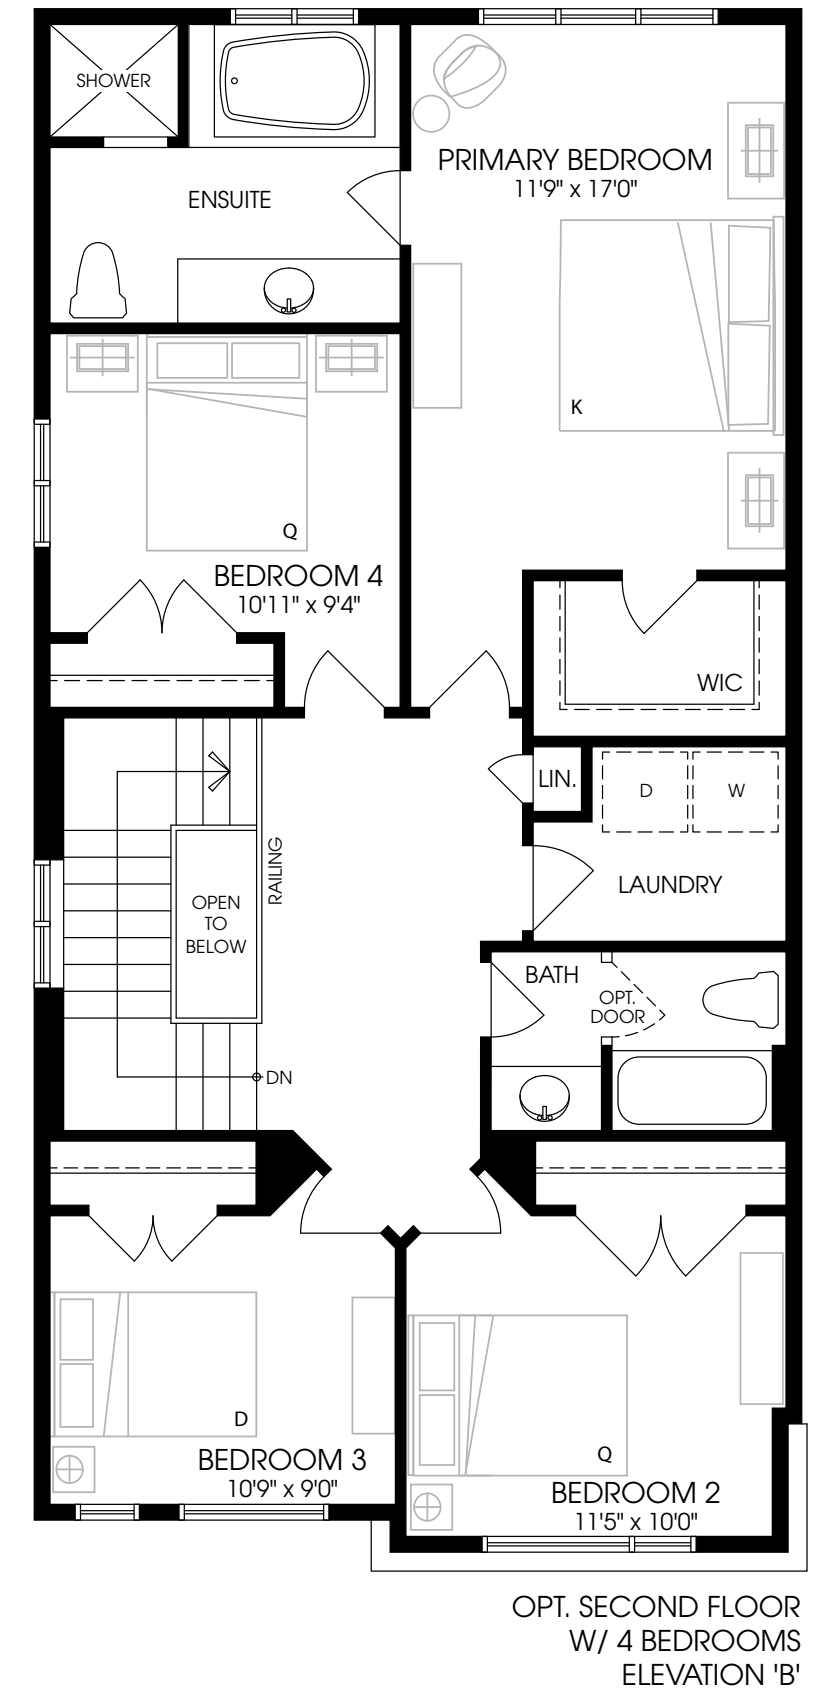 SHOWER
ENSUITE
PRIMARY BEDROOM
11'9" x 17'0"
K
Q
BEDROOM 4
10'11" x 9'4"
WIC
LIN.
D
W
LAUNDRY
RAILING
OPEN
TO
BELOW
BATH
OPT.
DOOR
DN
D
BEDROOM 3
10'9" x 9'0"
Q
BEDROOM 2
11'5" x 10'0"
OPT. SECOND FLOOR
W/ 4 BEDROOMS
ELEVATION 'B'